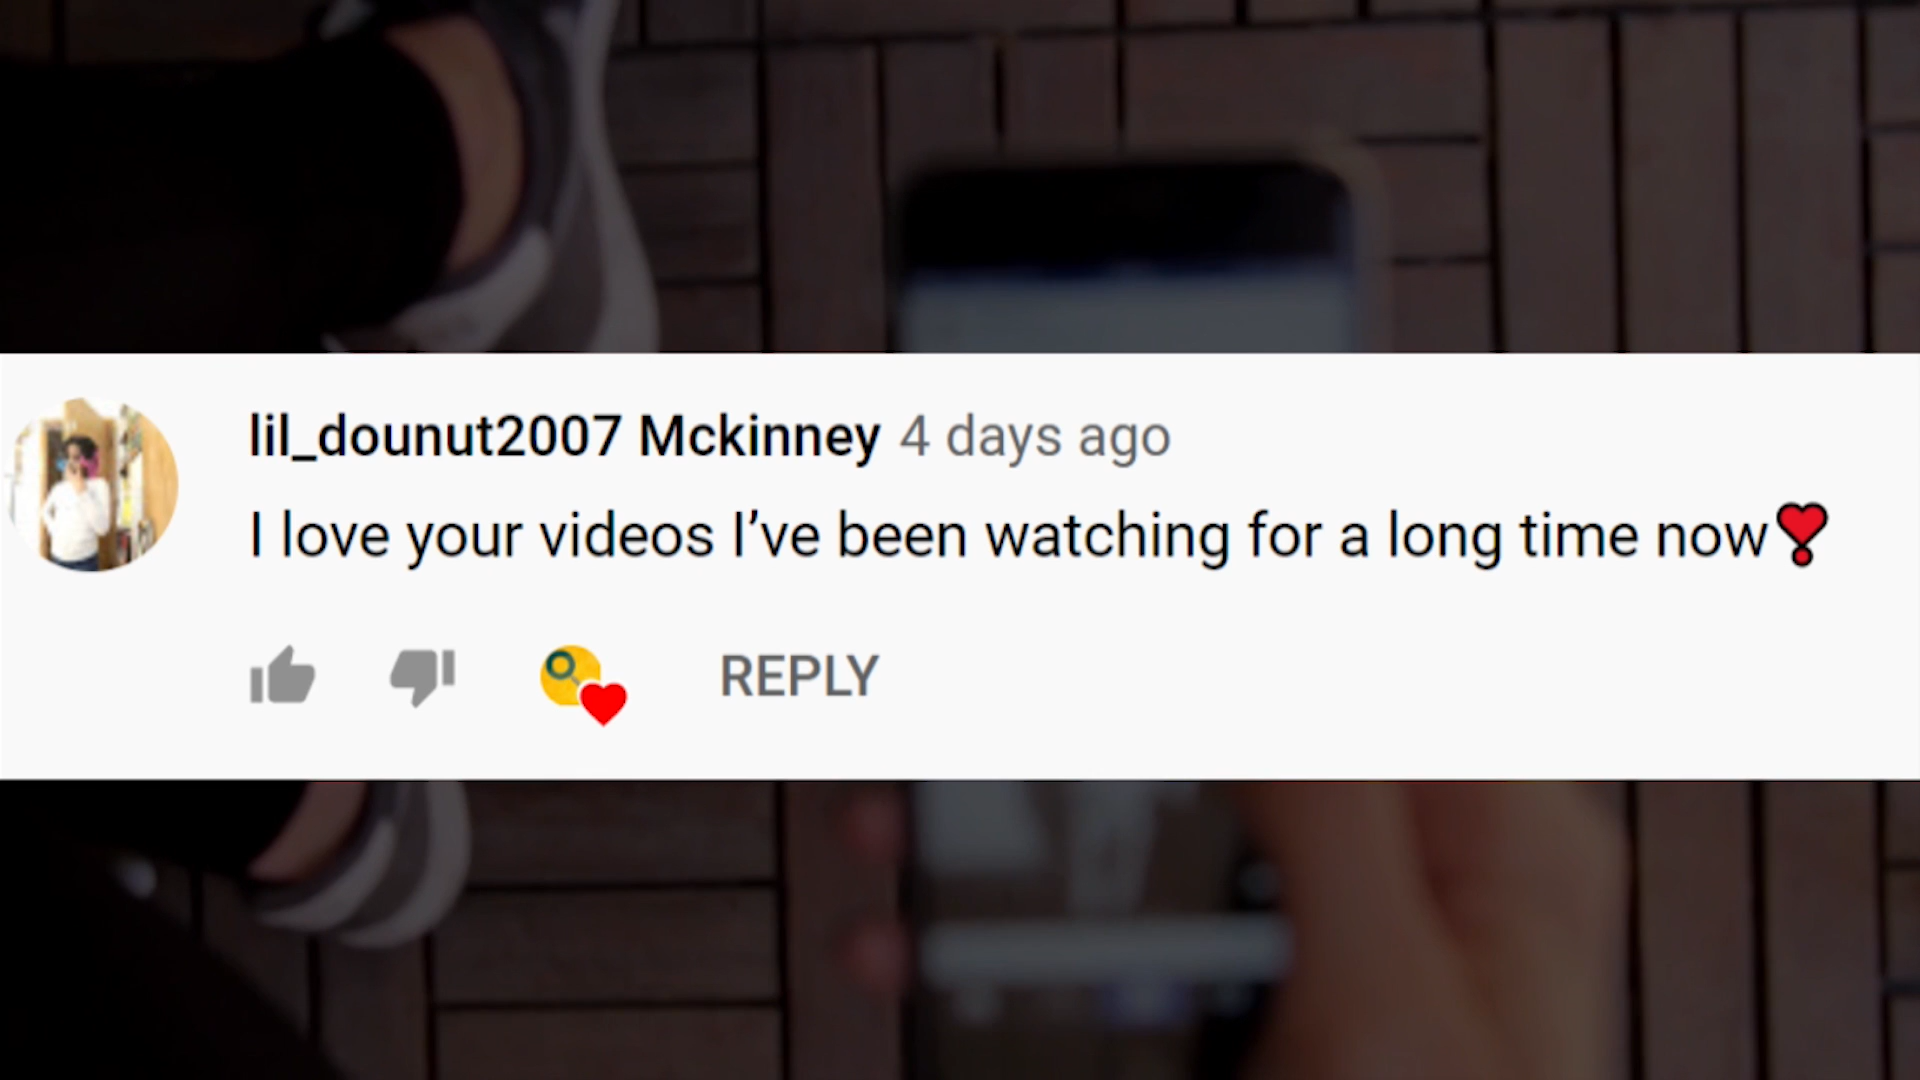 lil_dounut2007 Mckinney 4 days ago
I love your videos I’ve been watching for a long time now❣
REPLY